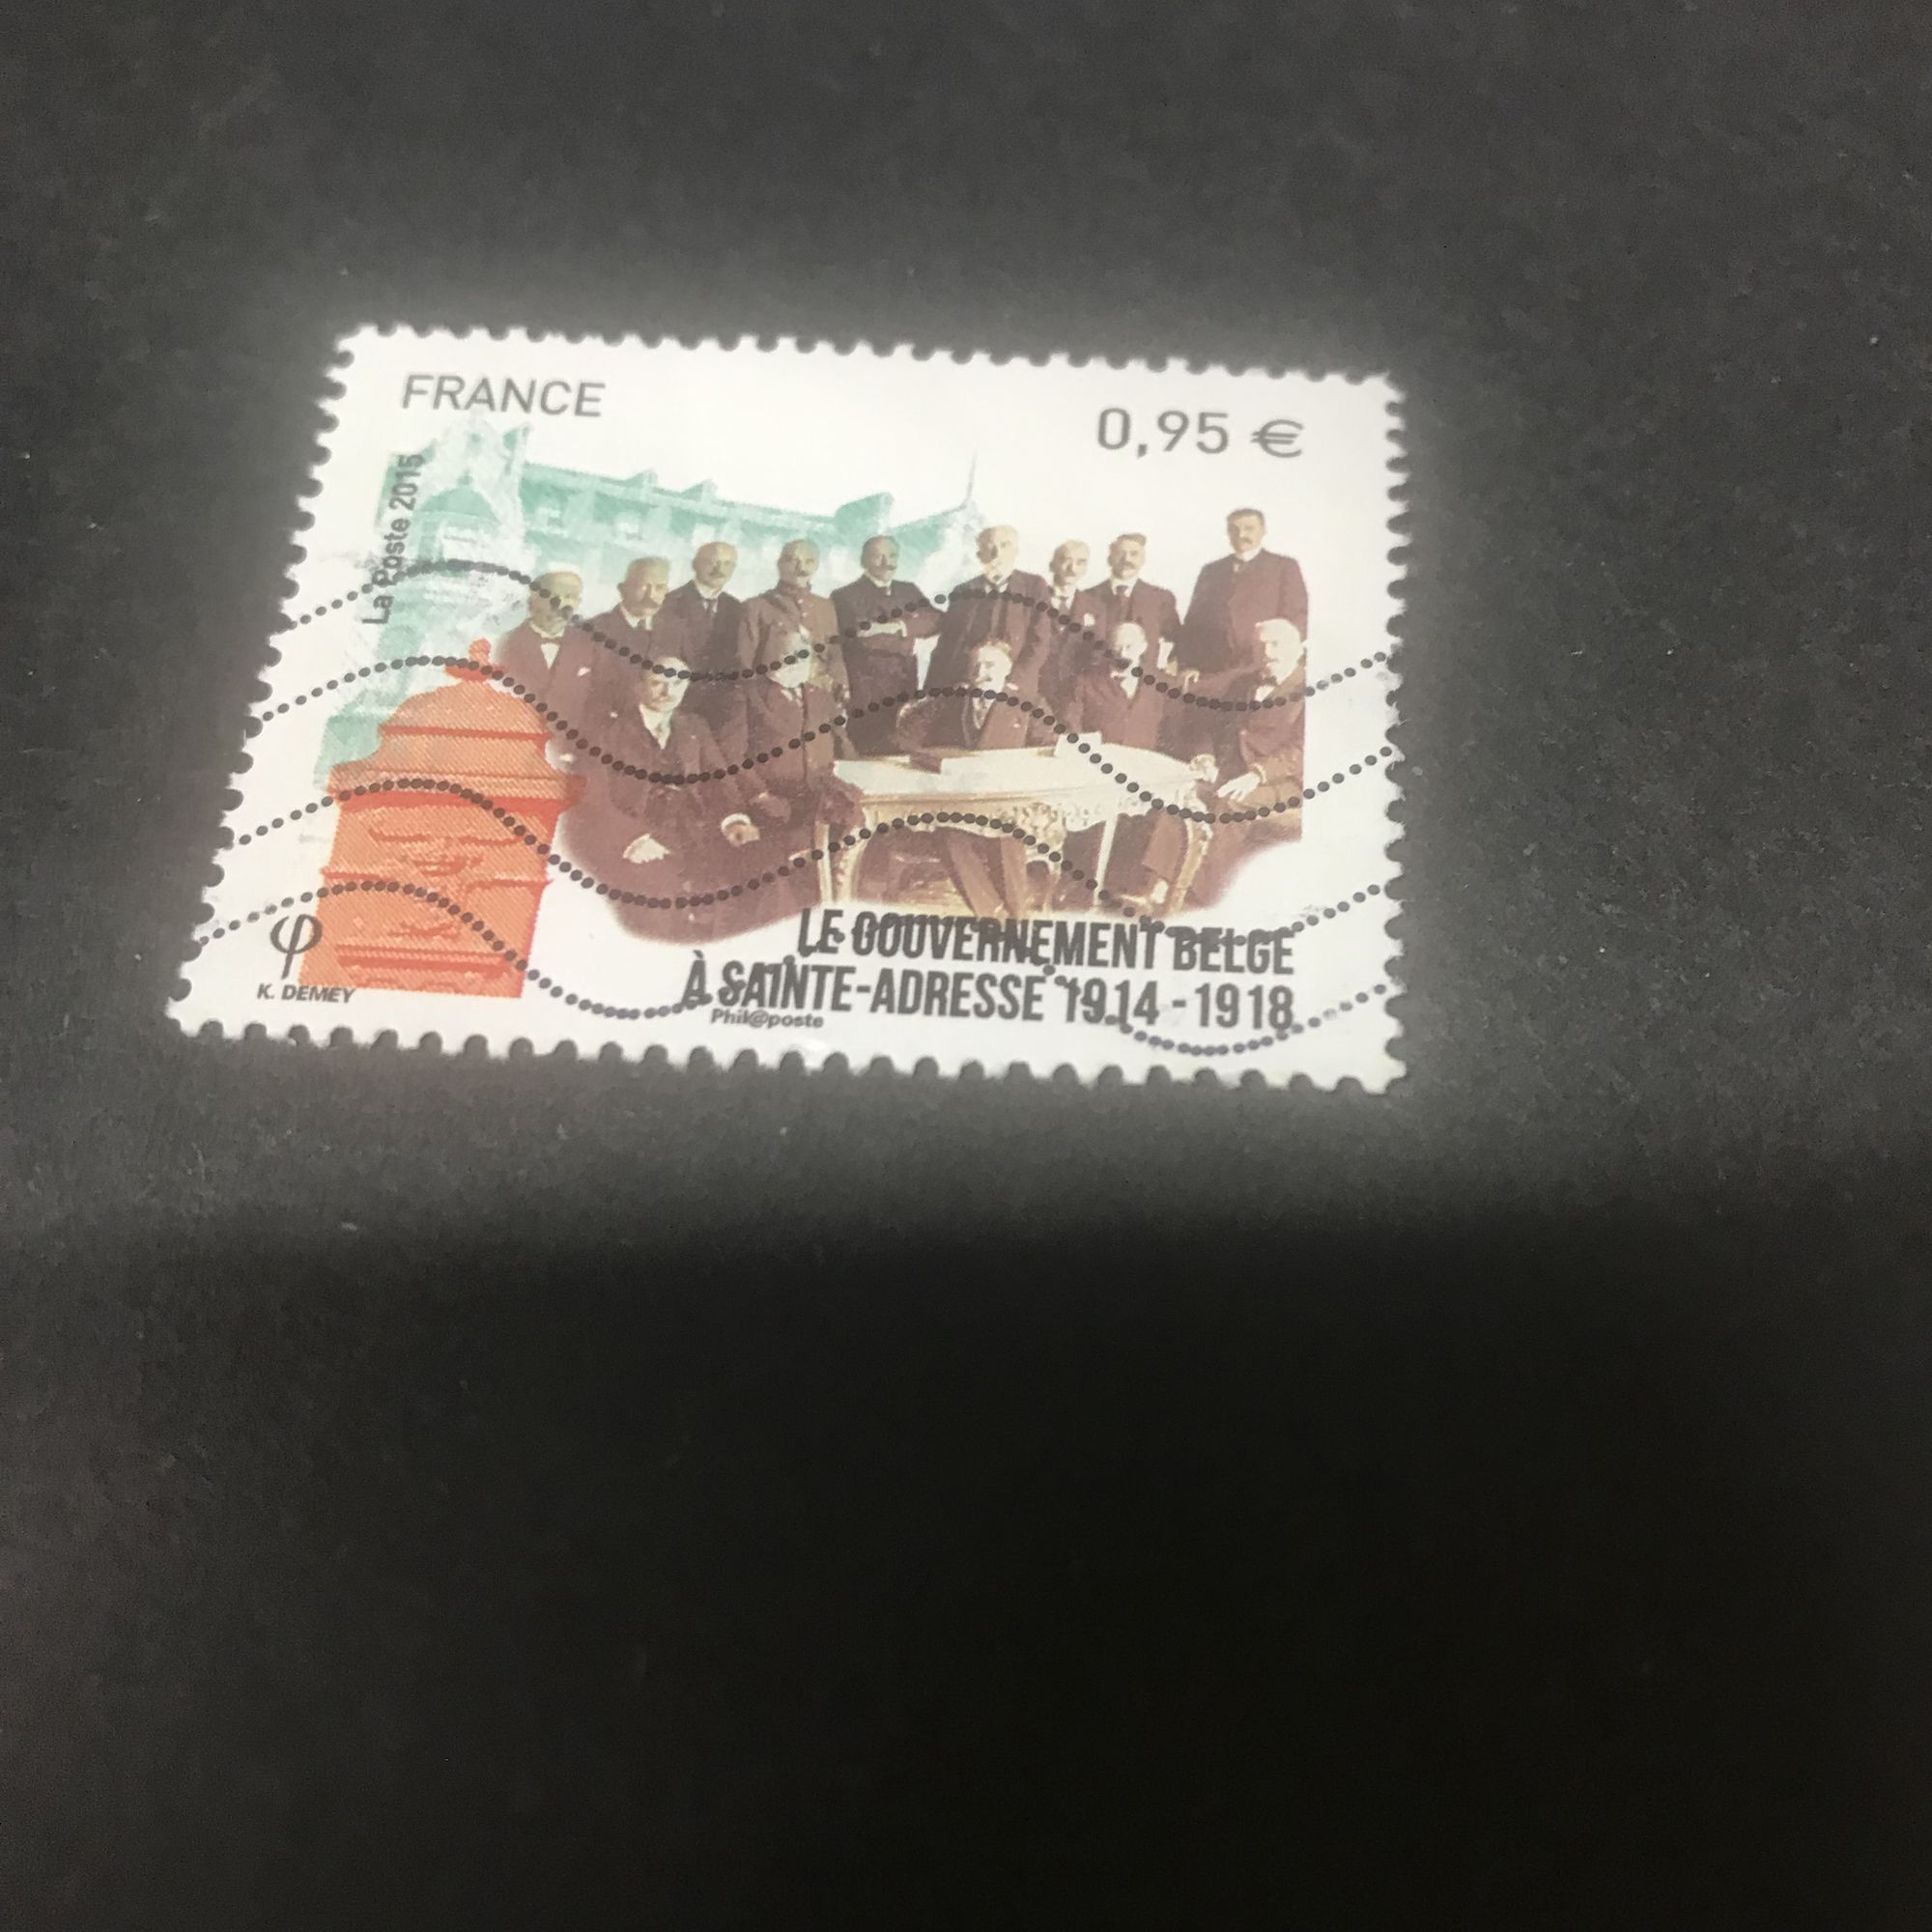 FRANCE
0,95 €
La Poste 2015
LE GOUVERNEMENT BELGE
À SAINTE-ADRESSE 1914 - 1918
φ
K. DEMEY
Phil@poste